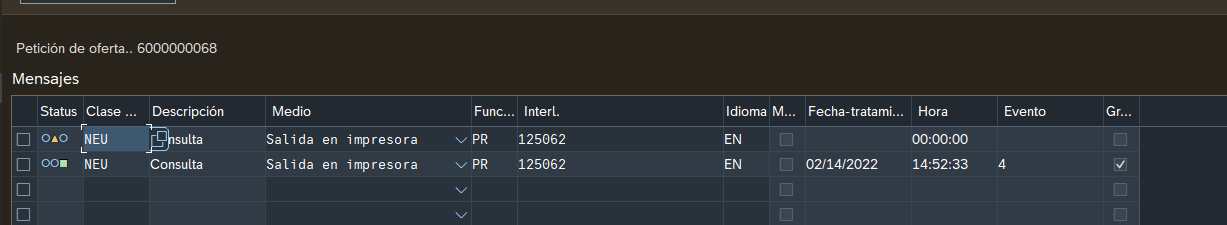 Petición de oferta.. 6000000068
Mensajes
Status Clase ... Descripción Medio Func... Interl. Idioma M... Fecha-tratami... Hora Evento Gr...
NEU nsulta Salida en impresora PR 125062 EN 00:00:00
NEU Consulta Salida en impresora PR 125062 EN 02/14/2022 14:52:33 4